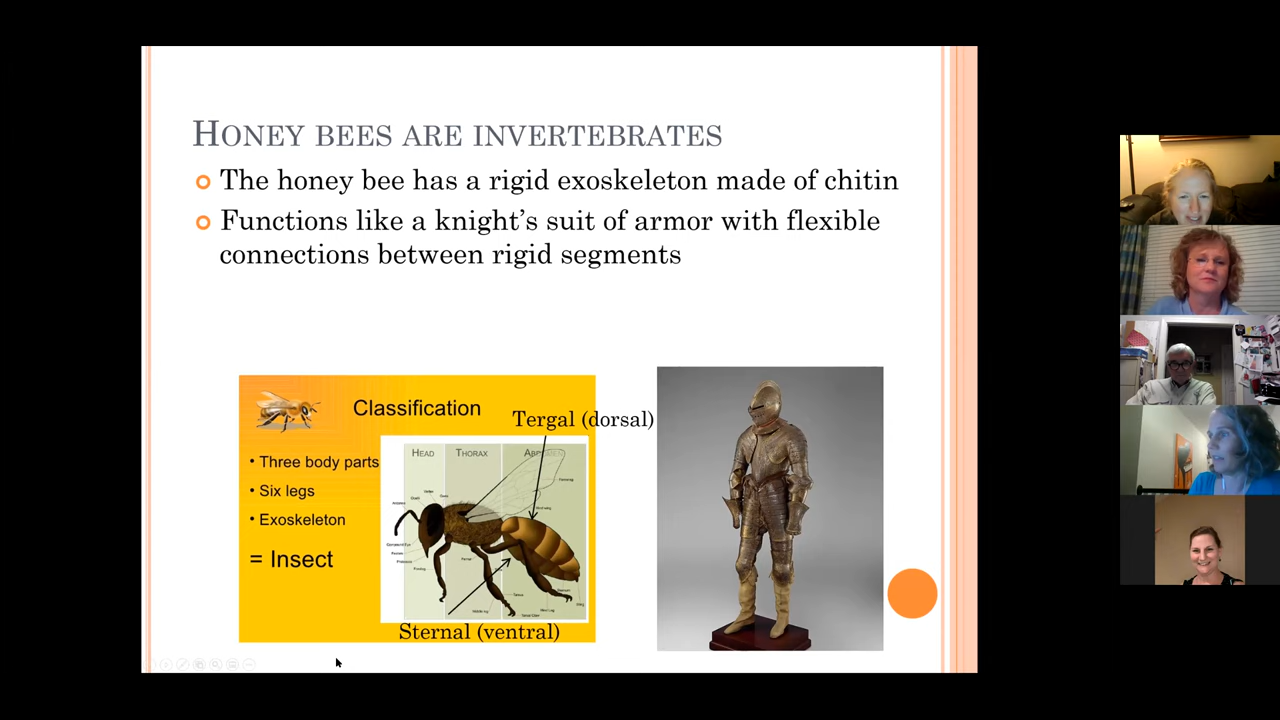 HONEY BEES ARE INVERTEBRATES
The honey bee has a rigid exoskeleton made of chitin
Functions like a knight's suit of armor with flexible
connections between rigid segments
Classification
Tergal (dorsal)
• Three body parts
• Six legs
• Exoskeleton
= Insect
HEAD
THORAX
Sternal (ventral)